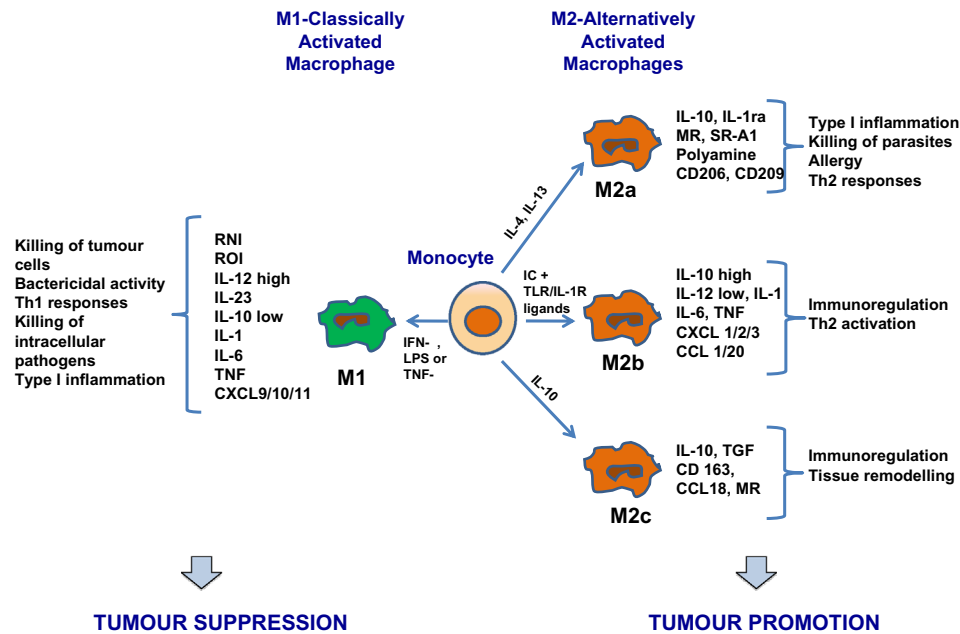 M1-Classically
Activated
Macrophage
M2-Alternatively
Activated
Macrophages
IL-10, IL-1ra
MR, SR-A1
Polyamine
CD206, CD209
Type I inflammation
Killing of parasites
Allergy
Th2 responses
M2a
IL-4, IL-13
Monocyte
Killing of tumour
cells
Bactericidal activity
Th1 responses
Killing of
intracellular
pathogens
Type I inflammation
RNI
ROI
IL-12 high
IL-23
IL-10 low
IL-1
IL-6
TNF
CXCL9/10/11
M1
IFN- ,
LPS or
TNF-
IC +
TLR/IL-1R
ligands
M2b
IL-10 high
IL-12 low, IL-1
IL-6, TNF
CXCL 1/2/3
CCL 1/20
Immunoregulation
Th2 activation
IL-10
M2c
IL-10, TGF
CD 163,
CCL18, MR
Immunoregulation
Tissue remodelling
TUMOUR SUPPRESSION
TUMOUR PROMOTION